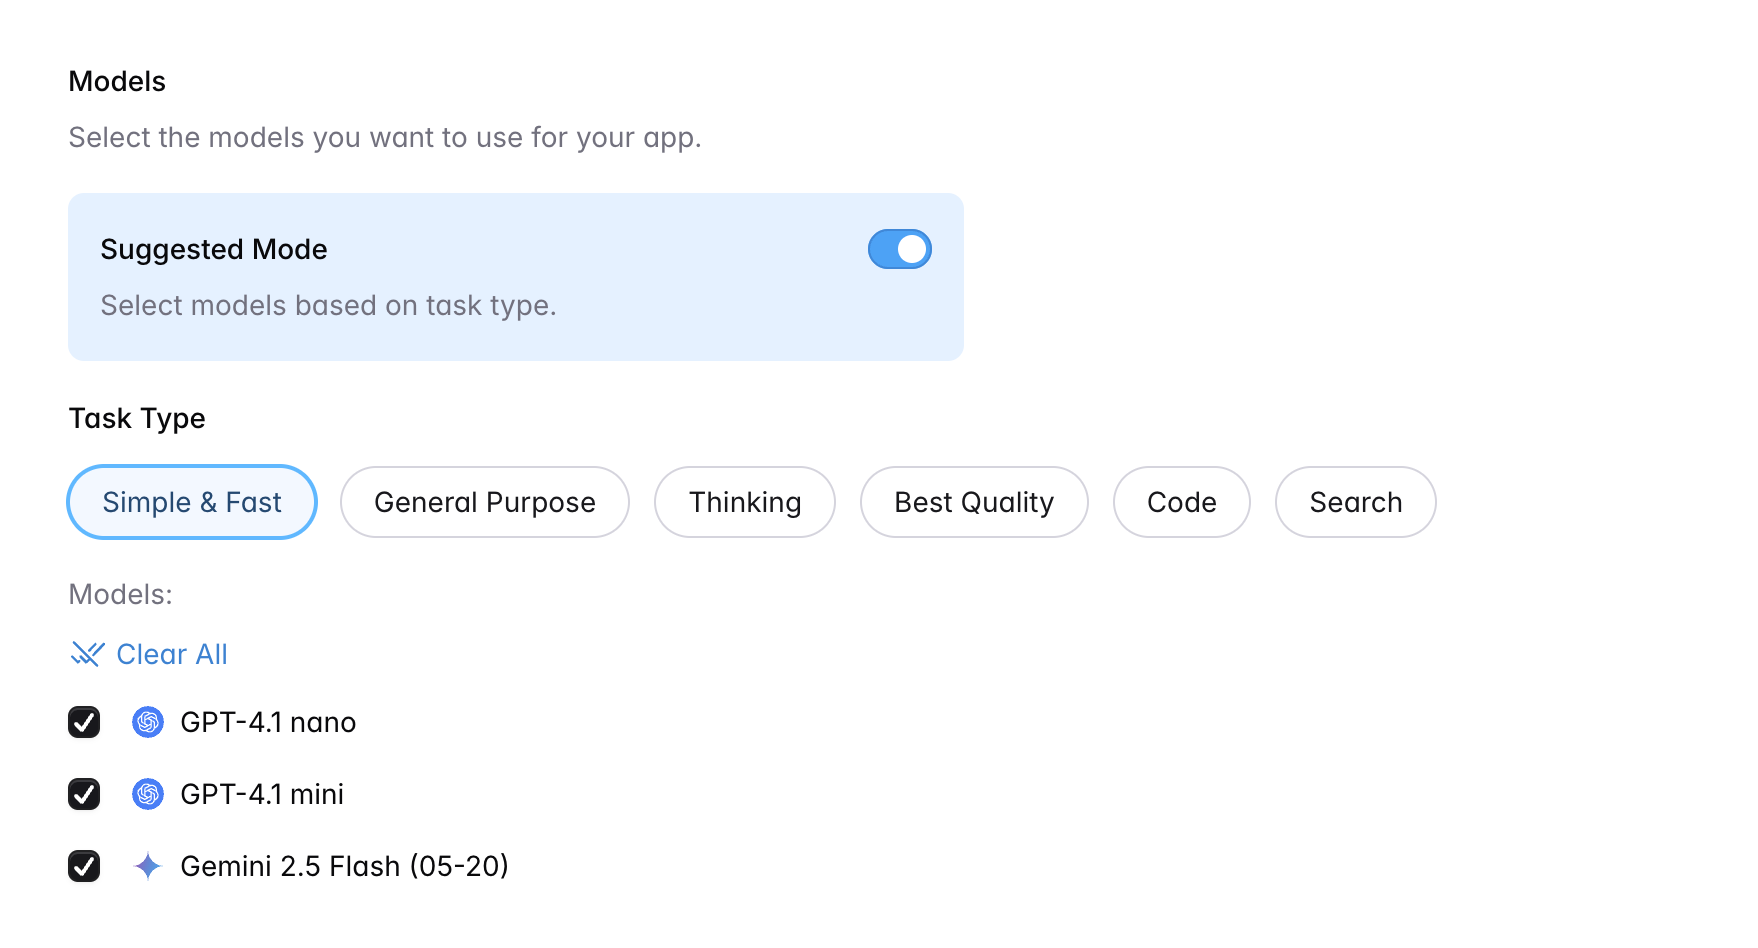 Models
Select the models you want to use for your app.
Suggested Mode
Select models based on task type.
Task Type
Simple & Fast
General Purpose
Thinking
Best Quality
Code
Search
Models:
Clear All
GPT-4.1 nano
GPT-4.1 mini
Gemini 2.5 Flash (05-20)